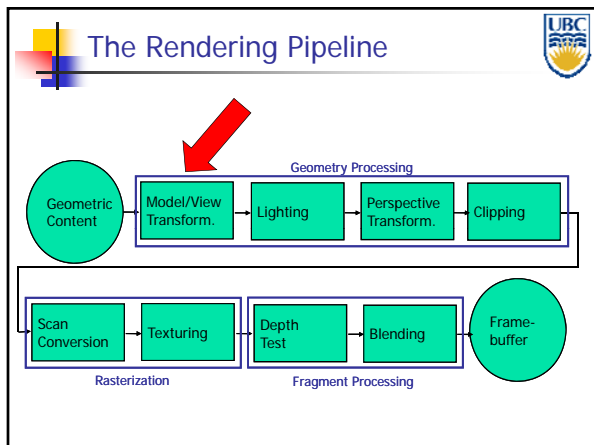 The Rendering Pipeline
UBC
Geometry Processing
Geometric
Content
Model/View
Transform.
Lighting
Perspective
Transform.
Clipping
Scan
Conversion
Texturing
Depth
Test
Blending
Frame-
buffer
Rasterization
Fragment Processing